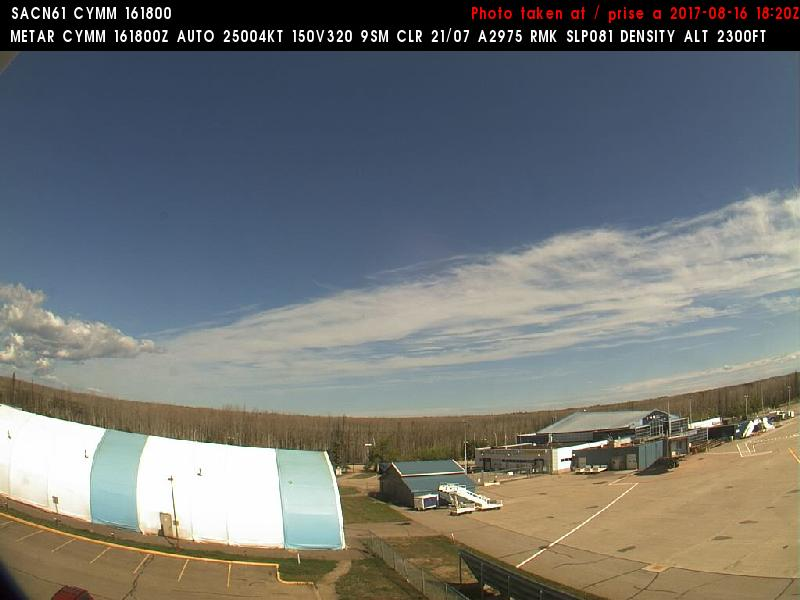 SACN61 CYMM 161800 Photo taken at / prise a 2017-08-16 18:20Z
METAR CYMM 161800Z AUTO 25004KT 150V320 9SM CLR 21/07 A2975 RMK SLP081 DENSITY ALT 2300FT